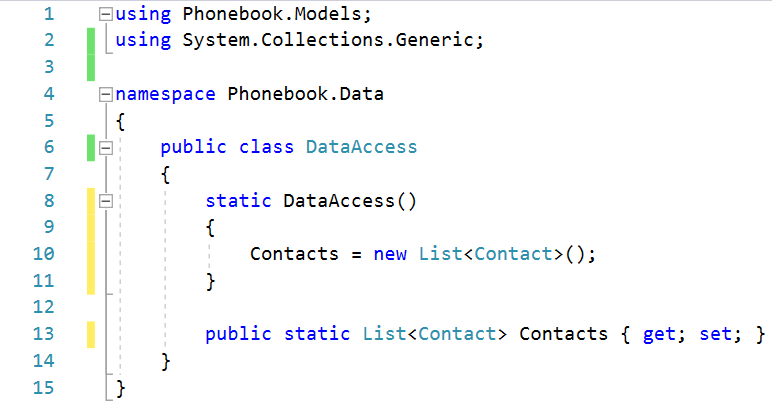 1 using Phonebook.Models;
2 using System.Collections.Generic;
3
4 namespace Phonebook.Data
5 {
6     public class DataAccess
7     {
8         static DataAccess()
9         {
10             Contacts = new List<Contact>();
11         }
12
13         public static List<Contact> Contacts { get; set; }
14     }
15 }